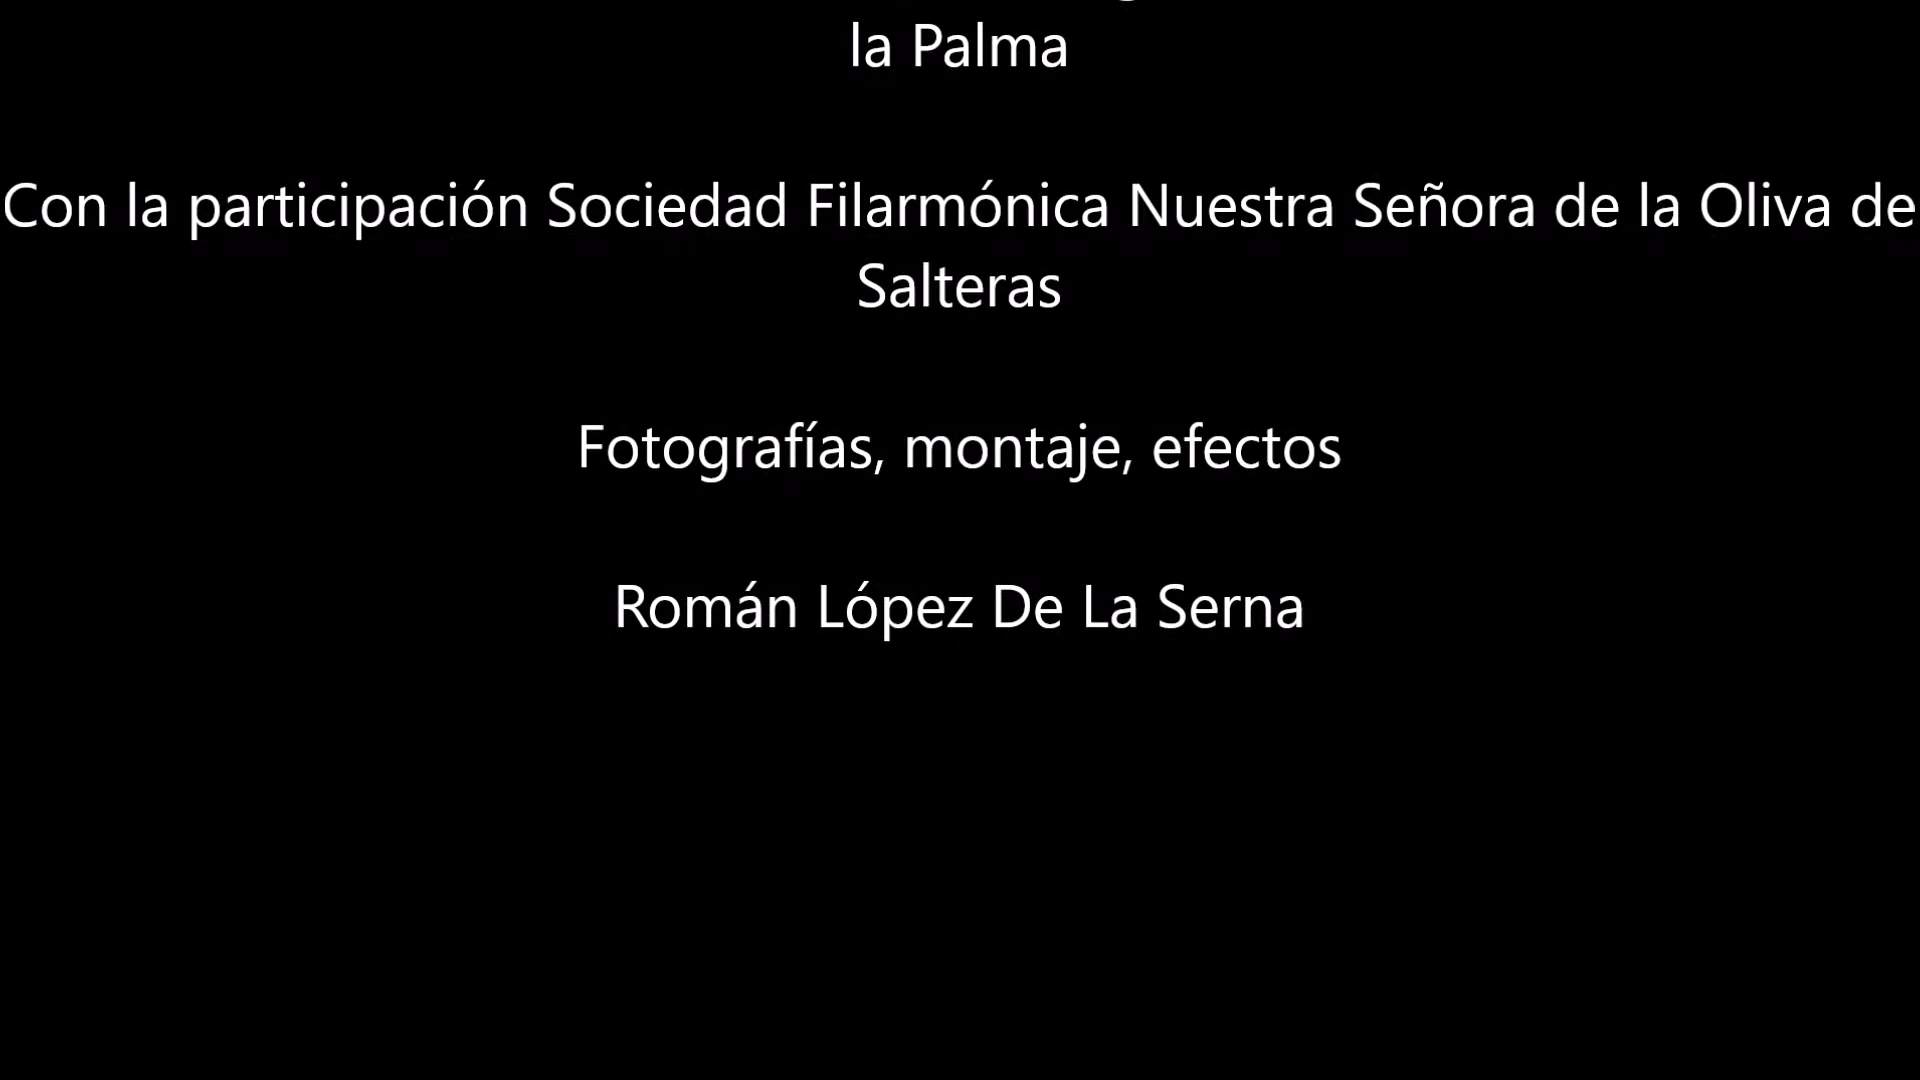 la Palma
Con la participación Sociedad Filarmónica Nuestra Señora de la Oliva de
Salteras
Fotografías, montaje, efectos
Román López De La Serna